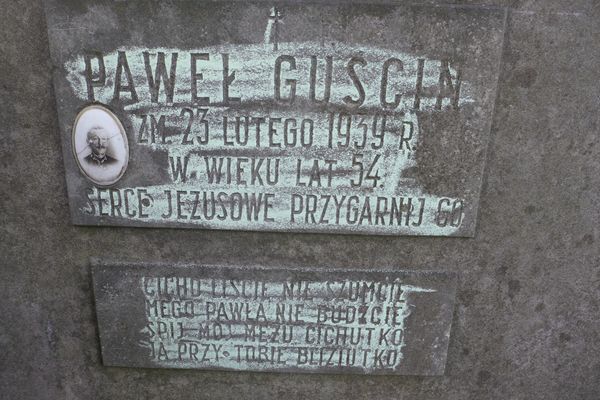 PAWEŁ GUŚCIN
ZM. 23 LUTEGO 1939 R.
W WIEKU LAT 54.
SERCE JEZUSOWE PRZYGARNIJ GO
CICHO LIŚCIE NIE SZUMCIE
MEGO PAWŁA NIE BUDŹCIE
ŚPIJ MÓJ MĘŻU CICHUTKO
JA PRZY TOBIE BLIZIUTKO